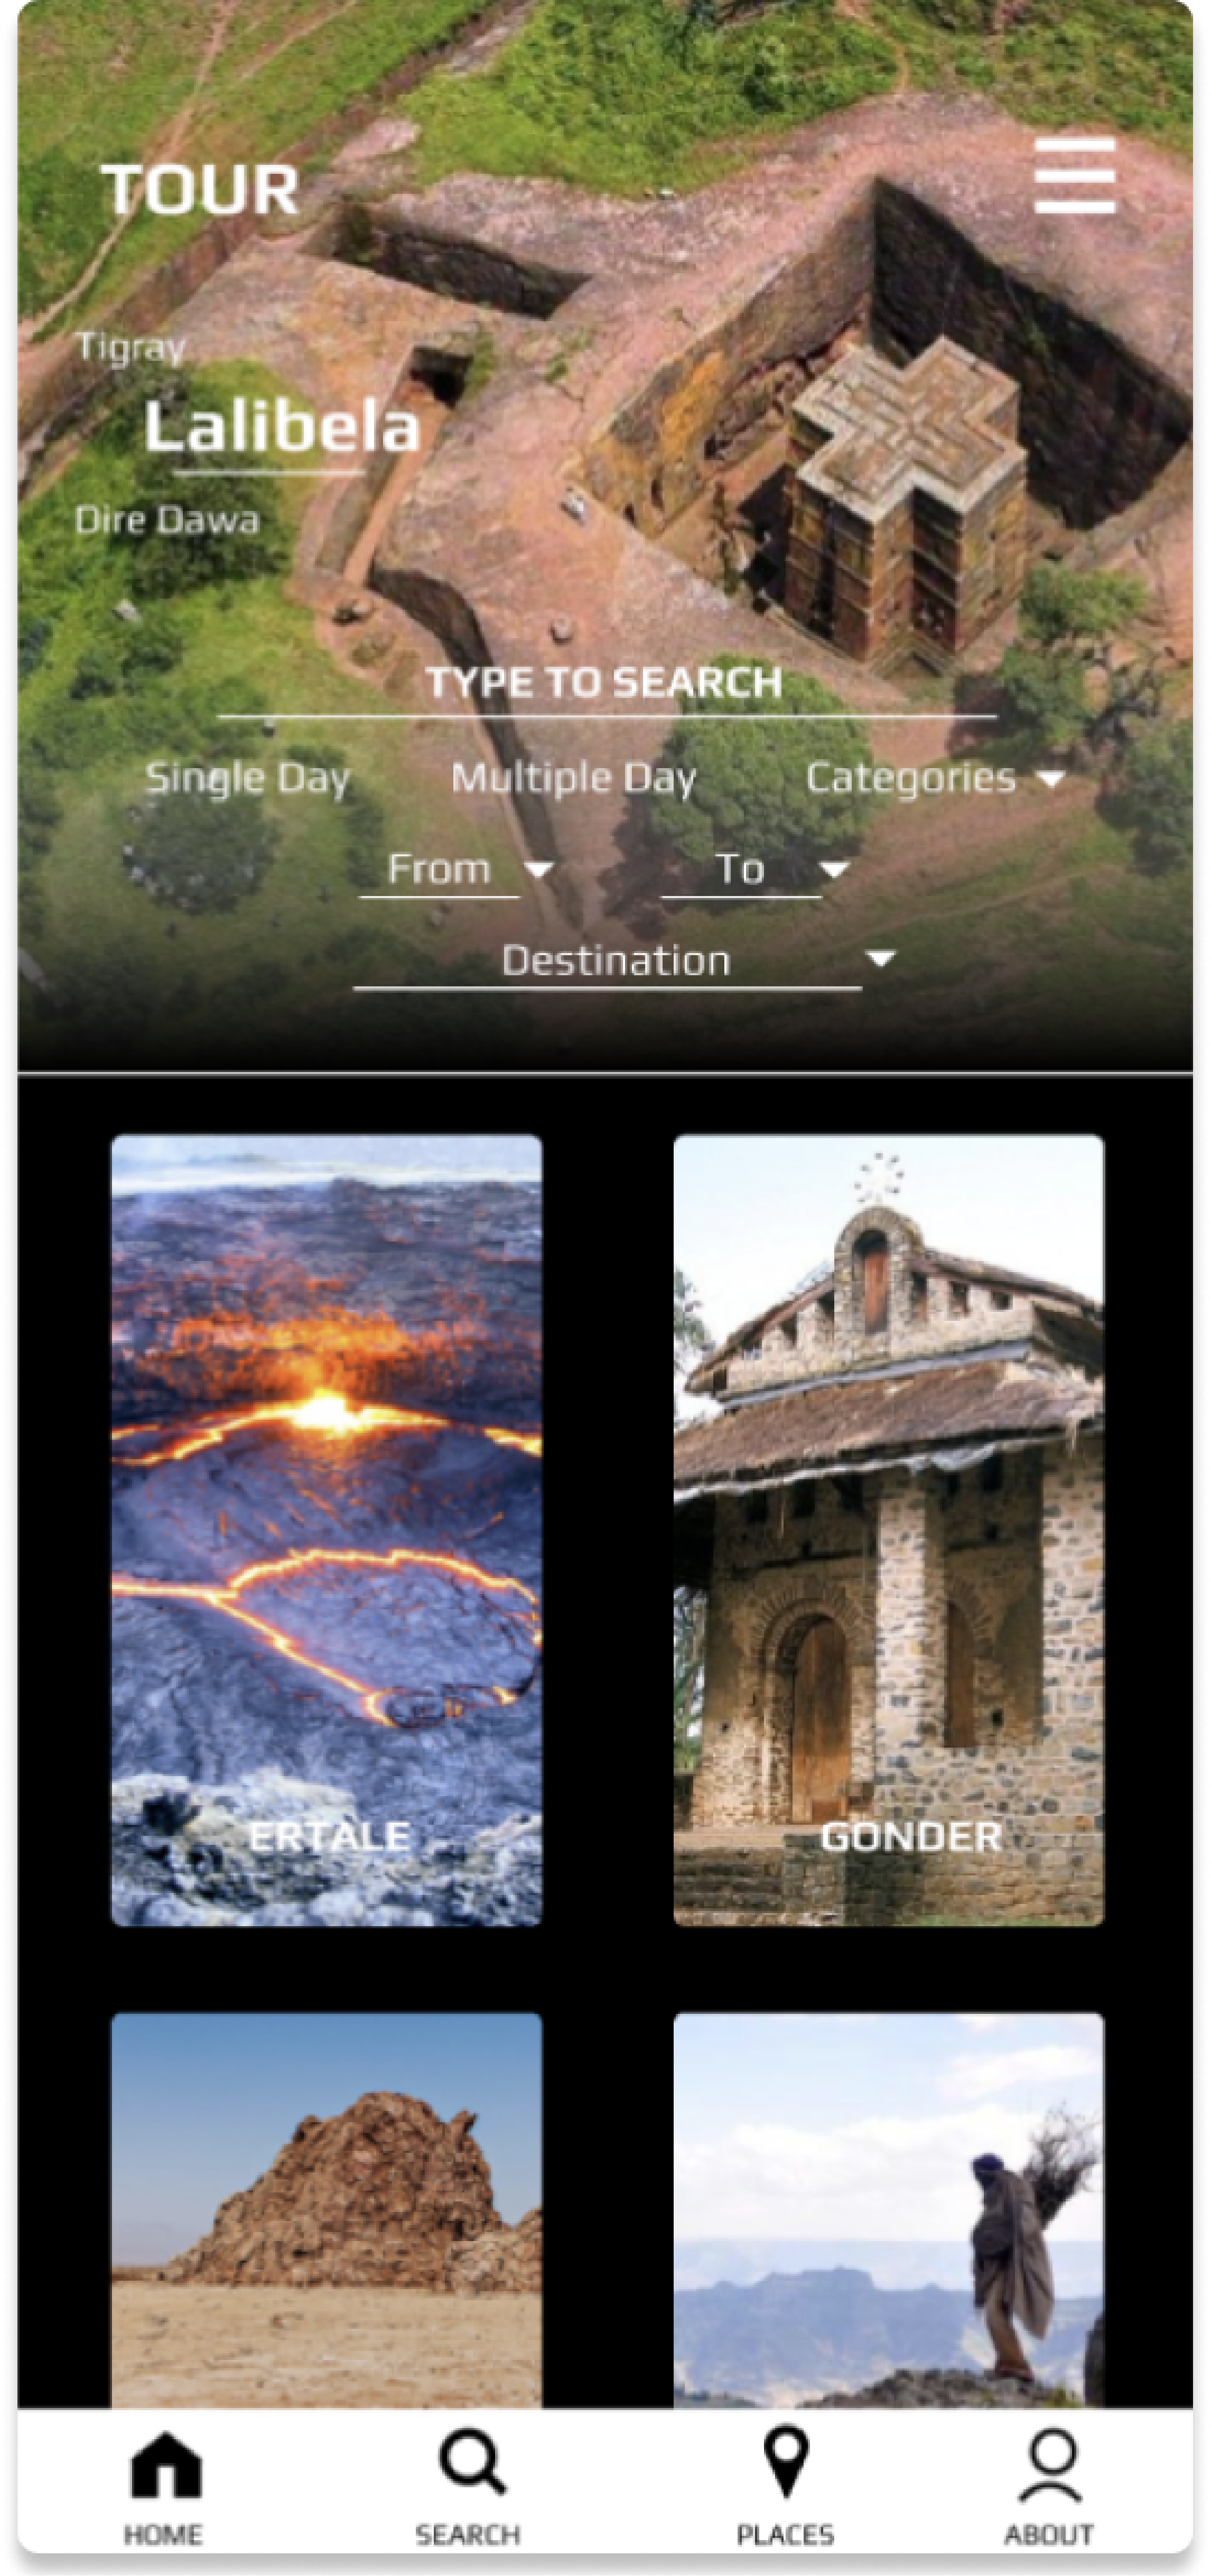 TOUR
Tigray
Lalibela
Dire Dawa
TYPE TO SEARCH
Single Day Multiple Day Categories
From To
Destination
ERTALE GONDER
HOME SEARCH PLACES ABOUT